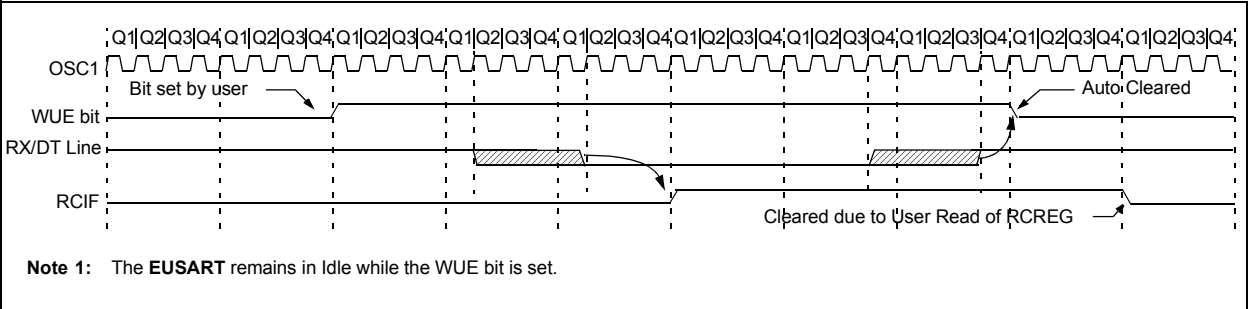 Q1 Q2 Q3 Q4 Q1 Q2 Q3 Q4 Q1 Q2 Q3 Q4 Q1 Q2 Q3 Q4 Q1 Q2 Q3 Q4 Q1 Q2 Q3 Q4 Q1 Q2 Q3 Q4 Q1 Q2 Q3 Q4 Q1 Q2 Q3 Q4 Q1 Q2 Q3 Q4
OSC1
Bit set by user
Auto Cleared
WUE bit
RX/DT Line
RCIF
Cleared due to User Read of RCREG
Note 1: The EUSART remains in Idle while the WUE bit is set.